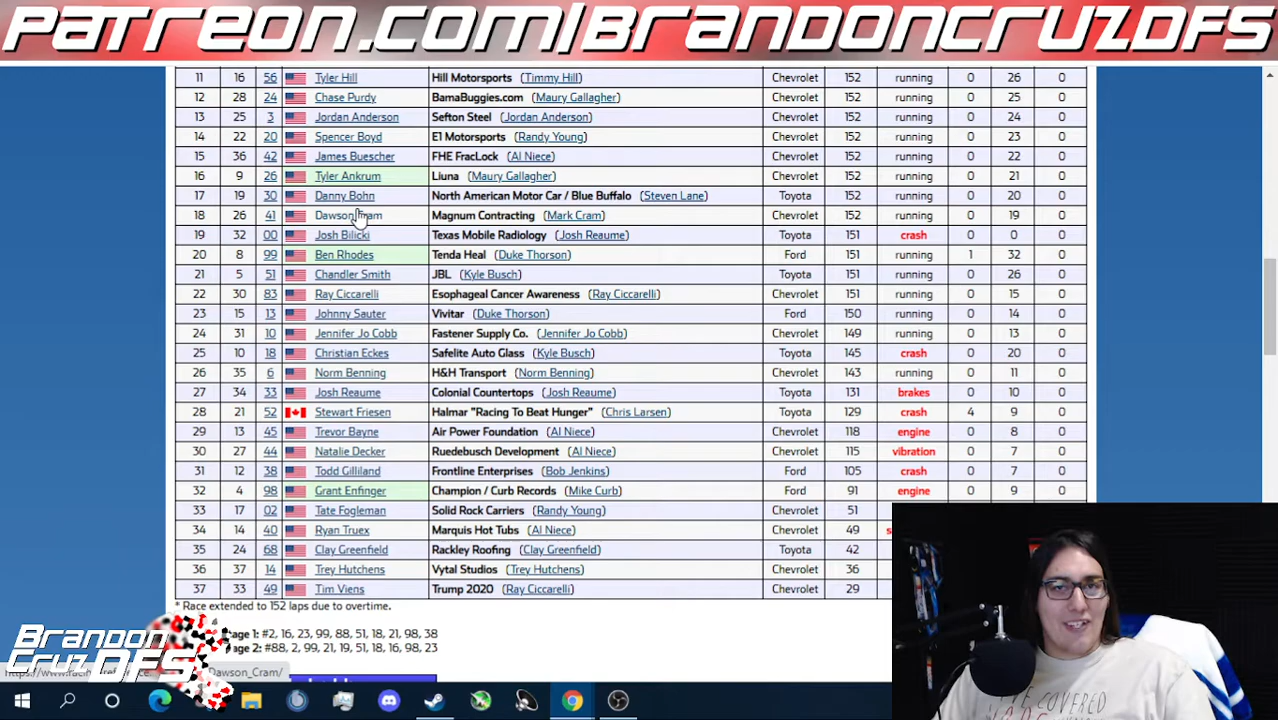 Patreon.com/BrandonCruzDFS
11 16 56 Tyler Hill Hill Motorsports (Timmy Hill) Chevrolet 152 running 0 26 0
12 28 24 Chase Purdy BamaBuggies.com (Maury Gallagher) Chevrolet 152 running 0 25 0
13 25 3 Jordan Anderson Sefton Steel (Jordan Anderson) Chevrolet 152 running 0 24 0
14 22 20 Spencer Boyd E1 Motorsports (Randy Young) Chevrolet 152 running 0 23 0
15 36 42 James Buescher FHE FracLock (Al Niece) Chevrolet 152 running 0 22 0
16 9 26 Tyler Ankrum Liuna (Maury Gallagher) Chevrolet 152 running 0 21 0
17 19 30 Danny Bohn North American Motor Car / Blue Buffalo (Steven Lane) Toyota 152 running 0 20 0
18 26 41 Dawson Cram Magnum Contracting (Mark Cram) Chevrolet 152 running 0 19 0
19 32 00 Josh Bilicki Texas Mobile Radiology (Josh Reaume) Toyota 151 crash 0 0 0
20 8 99 Ben Rhodes Tenda Heal (Duke Thorson) Ford 151 running 1 32 0
21 5 51 Chandler Smith JBL (Kyle Busch) Toyota 151 running 0 26 0
22 30 83 Ray Ciccarelli Esophageal Cancer Awareness (Ray Ciccarelli) Chevrolet 151 running 0 15 0
23 15 13 Johnny Sauter Vivitar (Duke Thorson) Ford 150 running 0 14 0
24 31 10 Jennifer Jo Cobb Fastener Supply Co. (Jennifer Jo Cobb) Chevrolet 149 running 0 13 0
25 10 18 Christian Eckes Safelite Auto Glass (Kyle Busch) Toyota 145 crash 0 20 0
26 35 6 Norm Benning H&H Transport (Norm Benning) Chevrolet 143 running 0 11 0
27 34 33 Josh Reaume Colonial Countertops (Josh Reaume) Toyota 131 brakes 0 10 0
28 21 52 Stewart Friesen Halmar "Racing To Beat Hunger" (Chris Larsen) Toyota 129 crash 4 9 0
29 13 45 Trevor Bayne Air Power Foundation (Al Niece) Chevrolet 118 engine 0 8 0
30 27 44 Natalie Decker Ruedebusch Development (Al Niece) Chevrolet 115 vibration 0 7 0
31 12 38 Todd Gilliland Frontline Enterprises (Bob Jenkins) Ford 105 crash 0 7 0
32 4 98 Grant Enfinger Champion / Curb Records (Mike Curb) Ford 91 engine 0 9 0
33 17 02 Tate Fogleman Solid Rock Carriers (Randy Young) Chevrolet 51
34 14 40 Ryan Truex Marquis Hot Tubs (Al Niece) Chevrolet 49
35 24 68 Clay Greenfield Rackley Roofing (Clay Greenfield) Toyota 42
36 37 14 Trey Hutchens Vytal Studios (Trey Hutchens) Chevrolet 36
37 33 49 Tim Viens Trump 2020 (Ray Ciccarelli) Chevrolet 29
* Race extended to 152 laps due to overtime.
tage 1: #2, 16, 23, 99, 88, 51, 18, 21, 98, 38
tage 2: #88, 2, 99, 21, 19, 51, 18, 16, 98, 23
Brandon
Cruz DFS
Dawson_Cram/